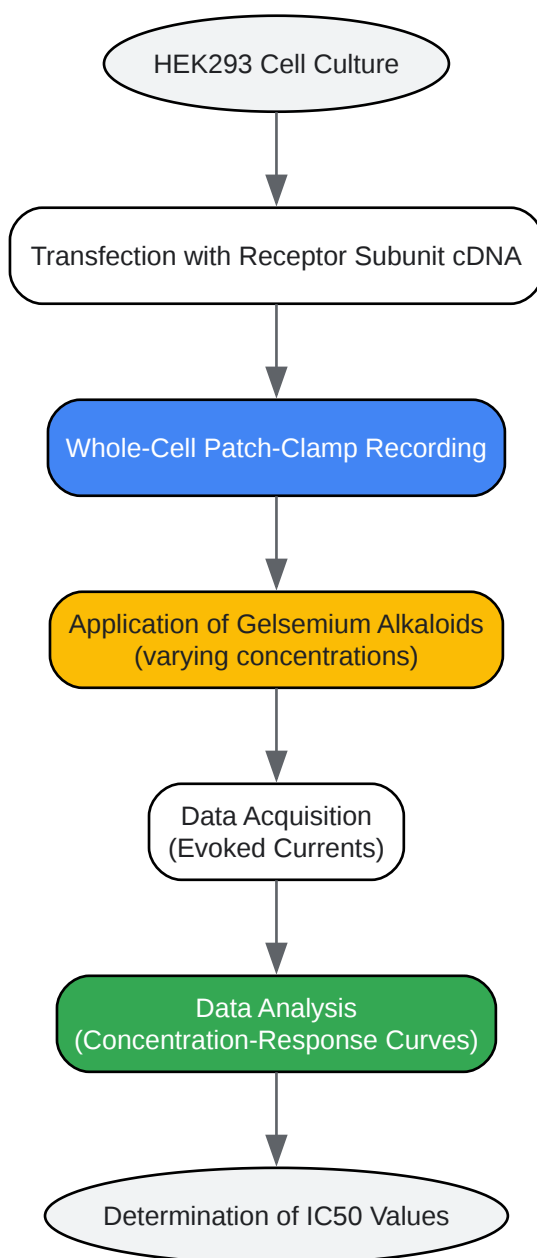 HEK293 Cell Culture
Transfection with Receptor Subunit cDNA
Whole-Cell Patch-Clamp Recording
Application of Gelsemium Alkaloids
(varying concentrations)
Data Acquisition
(Evoked Currents)
Data Analysis
(Concentration-Response Curves)
Determination of IC50 Values